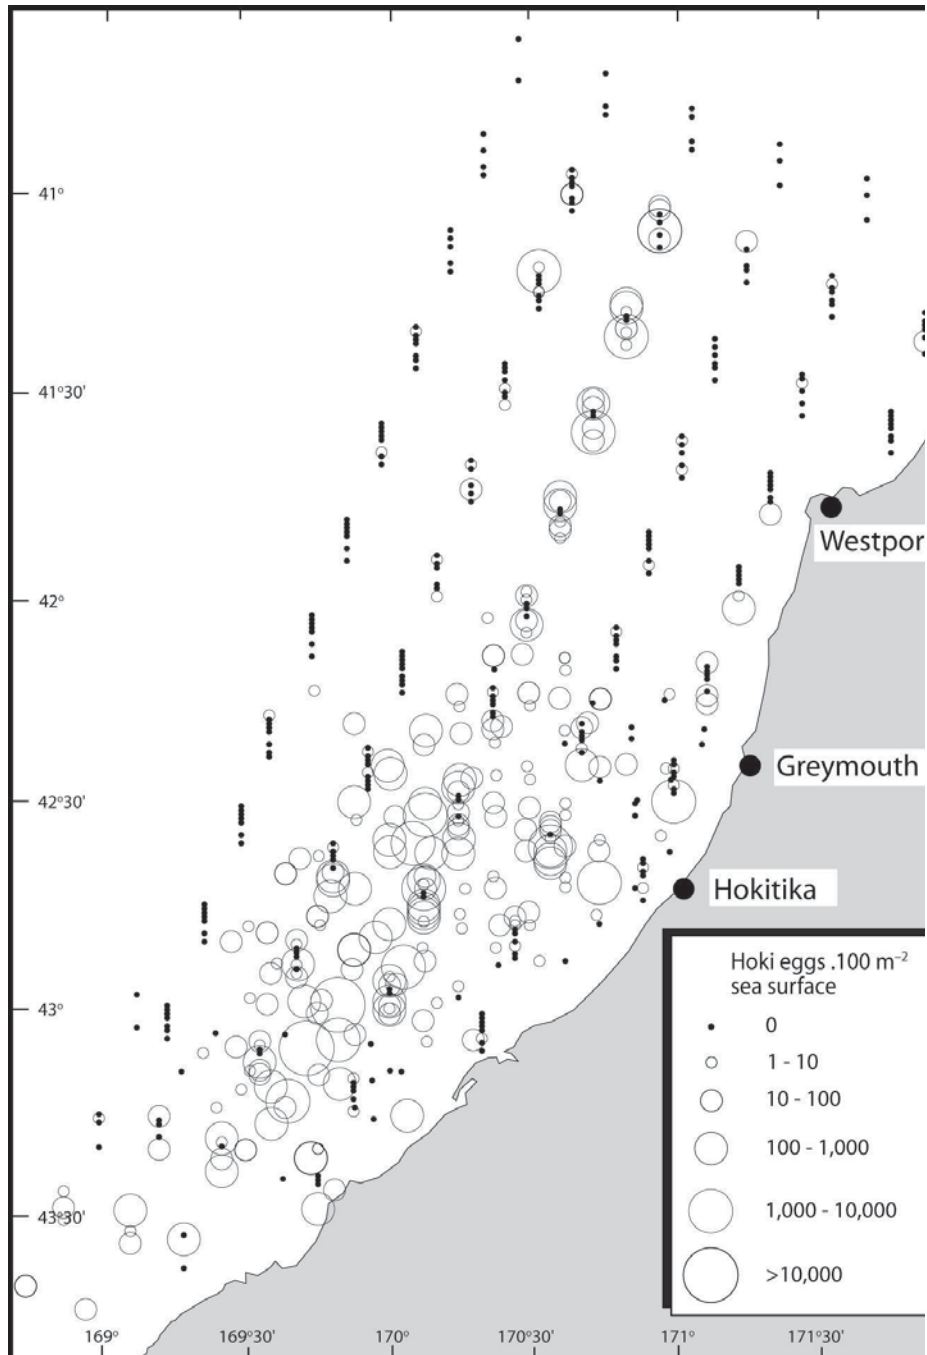 41°
41°30'
42°
42°30'
43°
43°30'
Westpor
Greymouth
Hokitika
Hoki eggs .100 m⁻²
sea surface
0
1 - 10
10 - 100
100 - 1,000
1,000 - 10,000
>10,000
169°
169°30'
170°
170°30'
171°
171°30'